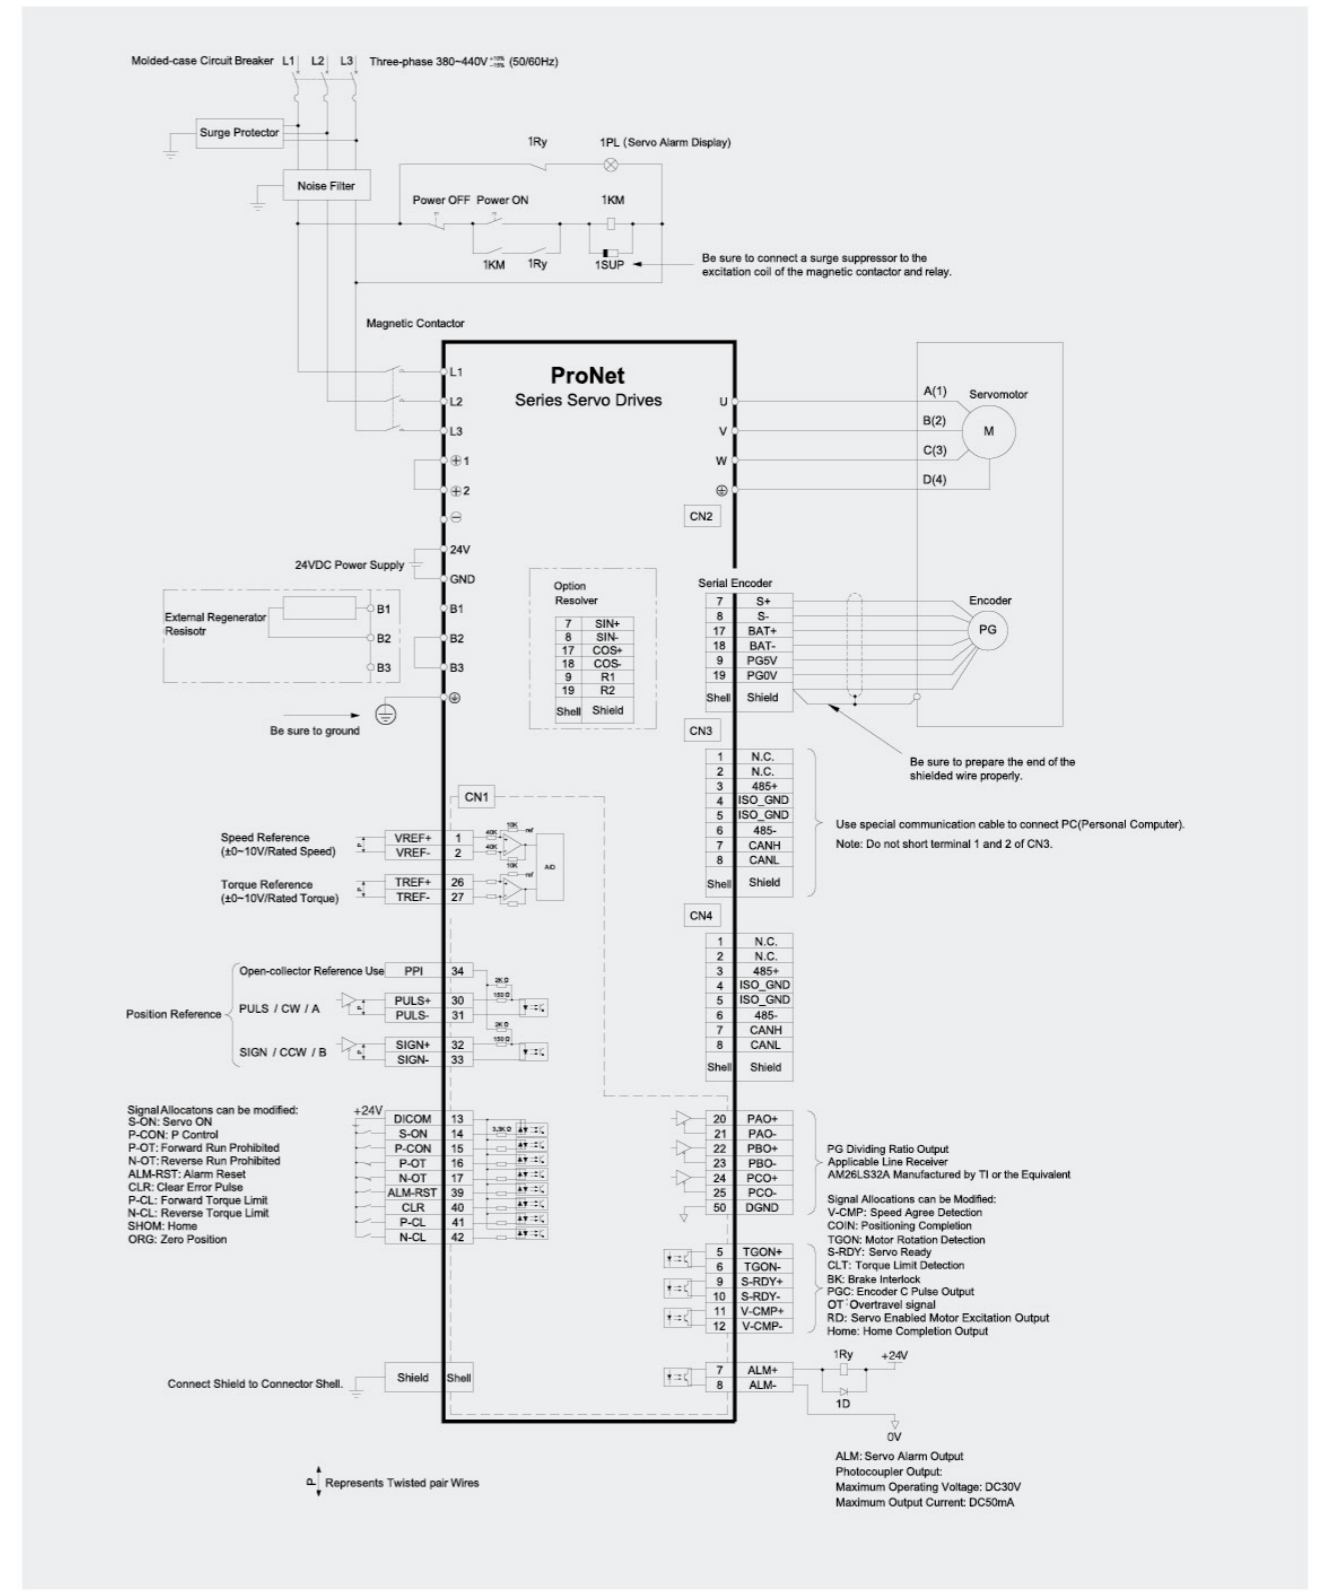 Molded-case Circuit Breaker L1 L2 L3 Three-phase 380~440V +10% -15% (50/60Hz)
Surge Protector
Noise Filter
1Ry 1PL (Servo Alarm Display)
Power OFF Power ON 1KM
1KM 1Ry 1SUP
Be sure to connect a surge suppressor to the
excitation coil of the magnetic contactor and relay.
Magnetic Contactor
ProNet
Series Servo Drives
L1
L2
L3
1
2
24V
GND
B1
B2
B3
24VDC Power Supply
External Regenerator
Resisotr
B1
B2
B3
Be sure to ground
U
V
W
A(1)
B(2)
C(3)
D(4)
Servomotor
M
CN2
Option
Resolver
7 SIN+
8 SIN-
17 COS+
18 COS-
9 R1
19 R2
Shell Shield
Serial Encoder
7 S+
8 S-
17 BAT+
18 BAT-
9 PG5V
19 PG0V
Shell Shield
Encoder
PG
Be sure to prepare the end of the
shielded wire properly.
CN3
1 N.C.
2 N.C.
3 485+
4 ISO_GND
5 ISO_GND
6 485-
7 CANH
8 CANL
Shell Shield
Use special communication cable to connect PC(Personal Computer).
Note: Do not short terminal 1 and 2 of CN3.
CN4
1 N.C.
2 N.C.
3 485+
4 ISO_GND
5 ISO_GND
6 485-
7 CANH
8 CANL
Shell Shield
CN1
Speed Reference
(±0~10V/Rated Speed)
P
VREF+ 1
VREF- 2
40K
40K
10K
ref
10K
ref
A/D
Torque Reference
(±0~10V/Rated Torque)
P
TREF+ 26
TREF- 27
Position Reference
Open-collector Reference Use PPI 34
PULS / CW / A
P
PULS+ 30
PULS- 31
2KΩ
150Ω
SIGN / CCW / B
P
SIGN+ 32
SIGN- 33
2KΩ
150Ω
Signal Allocatons can be modified:
S-ON: Servo ON
P-CON: P Control
P-OT: Forward Run Prohibited
N-OT: Reverse Run Prohibited
ALM-RST: Alarm Reset
CLR: Clear Error Pulse
P-CL: Forward Torque Limit
N-CL: Reverse Torque Limit
SHOM: Home
ORG: Zero Position
+24V
DICOM 13
S-ON 14
P-CON 15
P-OT 16
N-OT 17
ALM-RST 39
CLR 40
P-CL 41
N-CL 42
3.3KΩ
20 PAO+
21 PAO-
22 PBO+
23 PBO-
24 PCO+
25 PCO-
50 DGND
PG Dividing Ratio Output
Applicable Line Receiver
AM26LS32A Manufactured by TI or the Equivalent
5 TGON+
6 TGON-
9 S-RDY+
10 S-RDY-
11 V-CMP+
12 V-CMP-
Signal Allocations can be Modified:
V-CMP: Speed Agree Detection
COIN: Positioning Completion
TGON: Motor Rotation Detection
S-RDY: Servo Ready
CLT: Torque Limit Detection
BK: Brake Interlock
PGC: Encoder C Pulse Output
OT : Overtravel signal
RD: Servo Enabled Motor Excitation Output
Home: Home Completion Output
7 ALM+
8 ALM-
1Ry
+24V
1D
0V
ALM: Servo Alarm Output
Photocoupler Output:
Maximum Operating Voltage: DC30V
Maximum Output Current: DC50mA
Connect Shield to Connector Shell.
Shield Shell
P Represents Twisted pair Wires